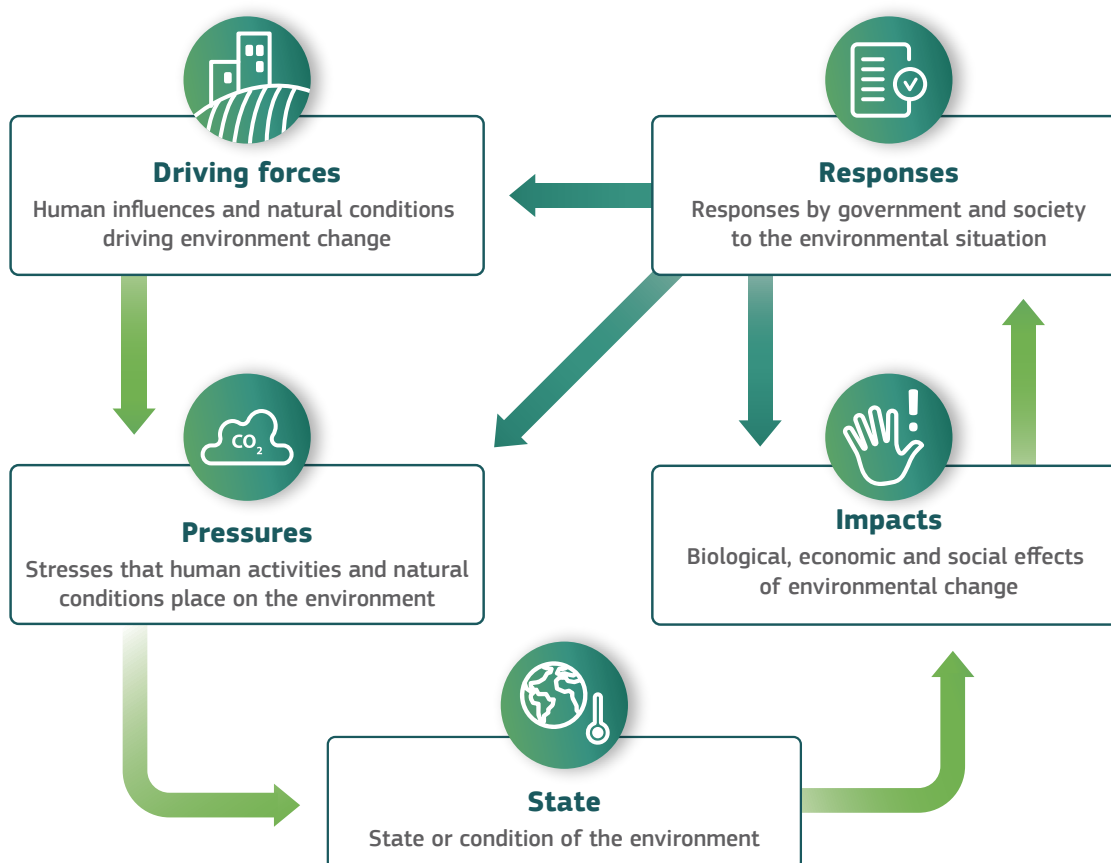 Driving forces
Human influences and natural conditions
driving environment change
Responses
Responses by government and society
to the environmental situation
CO₂
Pressures
Stresses that human activities and natural
conditions place on the environment
!
Impacts
Biological, economic and social effects
of environmental change
State
State or condition of the environment